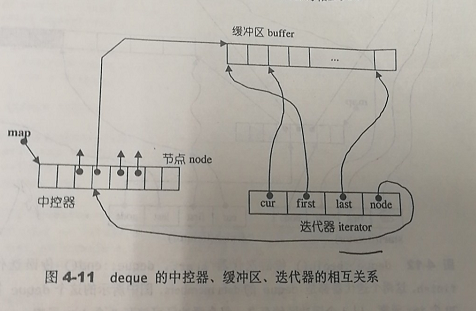 缓冲区 buffer
...
map
节点 node
中控器
cur first last node
迭代器 iterator
图 4-11 deque 的中控器、缓冲区、迭代器的相互关系